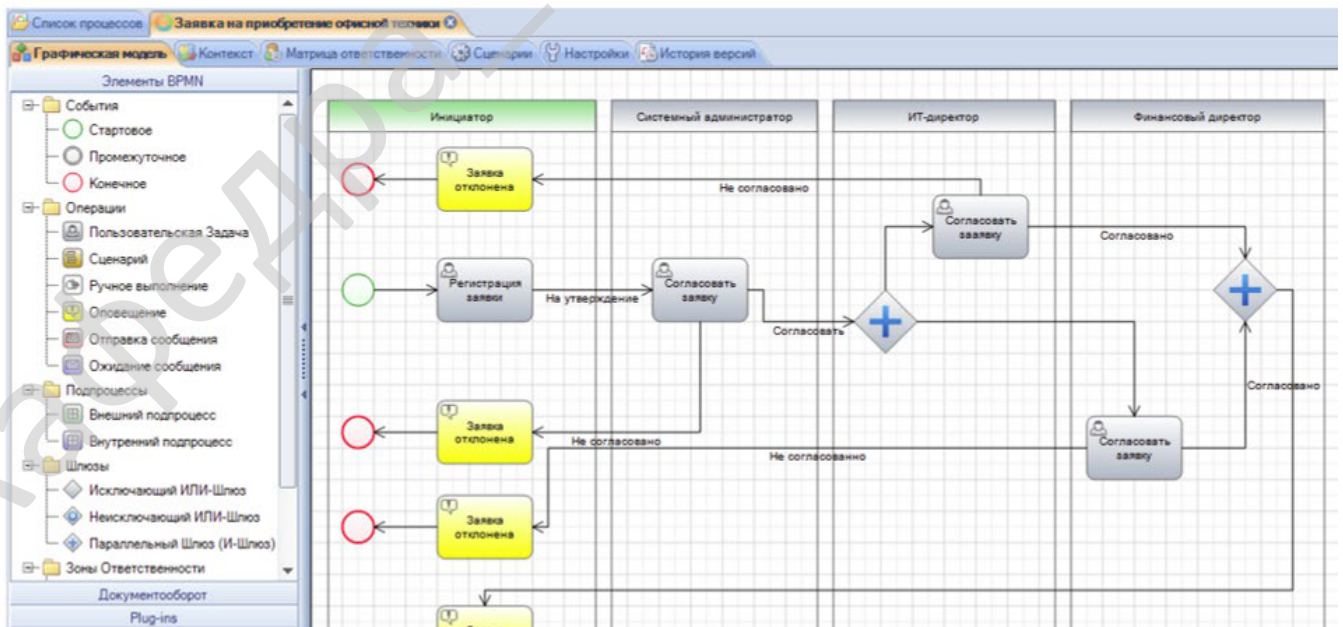 Список процессов Заявка на приобретение офисной техники
Графическая модель Контекст Матрица ответственности Сценарии Настройки История версий
Элементы BPMN
События
Стартовое
Промежуточное
Конечное
Операции
Пользовательская Задача
Сценарий
Ручное выполнение
Оповещение
Отправка сообщения
Ожидание сообщения
Подпроцессы
Внешний подпроцесс
Внутренний подпроцесс
Шлюзы
Исключающий ИЛИ-Шлюз
Неисключающий ИЛИ-Шлюз
Параллельный Шлюз (И-Шлюз)
Зоны Ответственности
Документооборот
Plug-ins
Инициатор
Системный администратор
ИТ-директор
Финансовый директор
Заявка
отклонена
Не согласовано
Согласовать
зааявку
Согласовано
Регистрация
заявки
На утверждение
Согласовать
заявку
Согласовать
Согласовано
Заявка
отклонена
Не согласовано
Не согласованно
Согласовать
заявку
Заявка
отклонена
кафедра